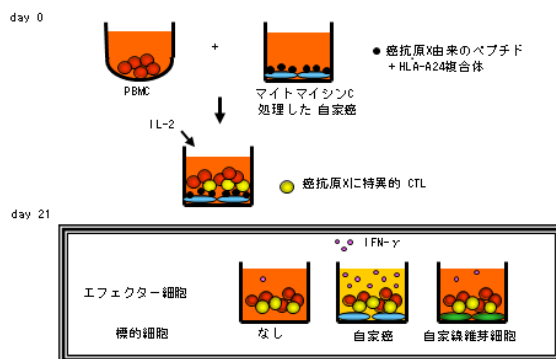 day 0
+
癌抗原X由来のペプチド
+HLA-A24複合体
PBMC
マイトマイシンC
処理した 自家癌
IL-2
癌抗原Xに特異的 CTL
day 21
IFN-γ
エフェクター細胞
標的細胞
なし
自家癌
自家線維芽細胞